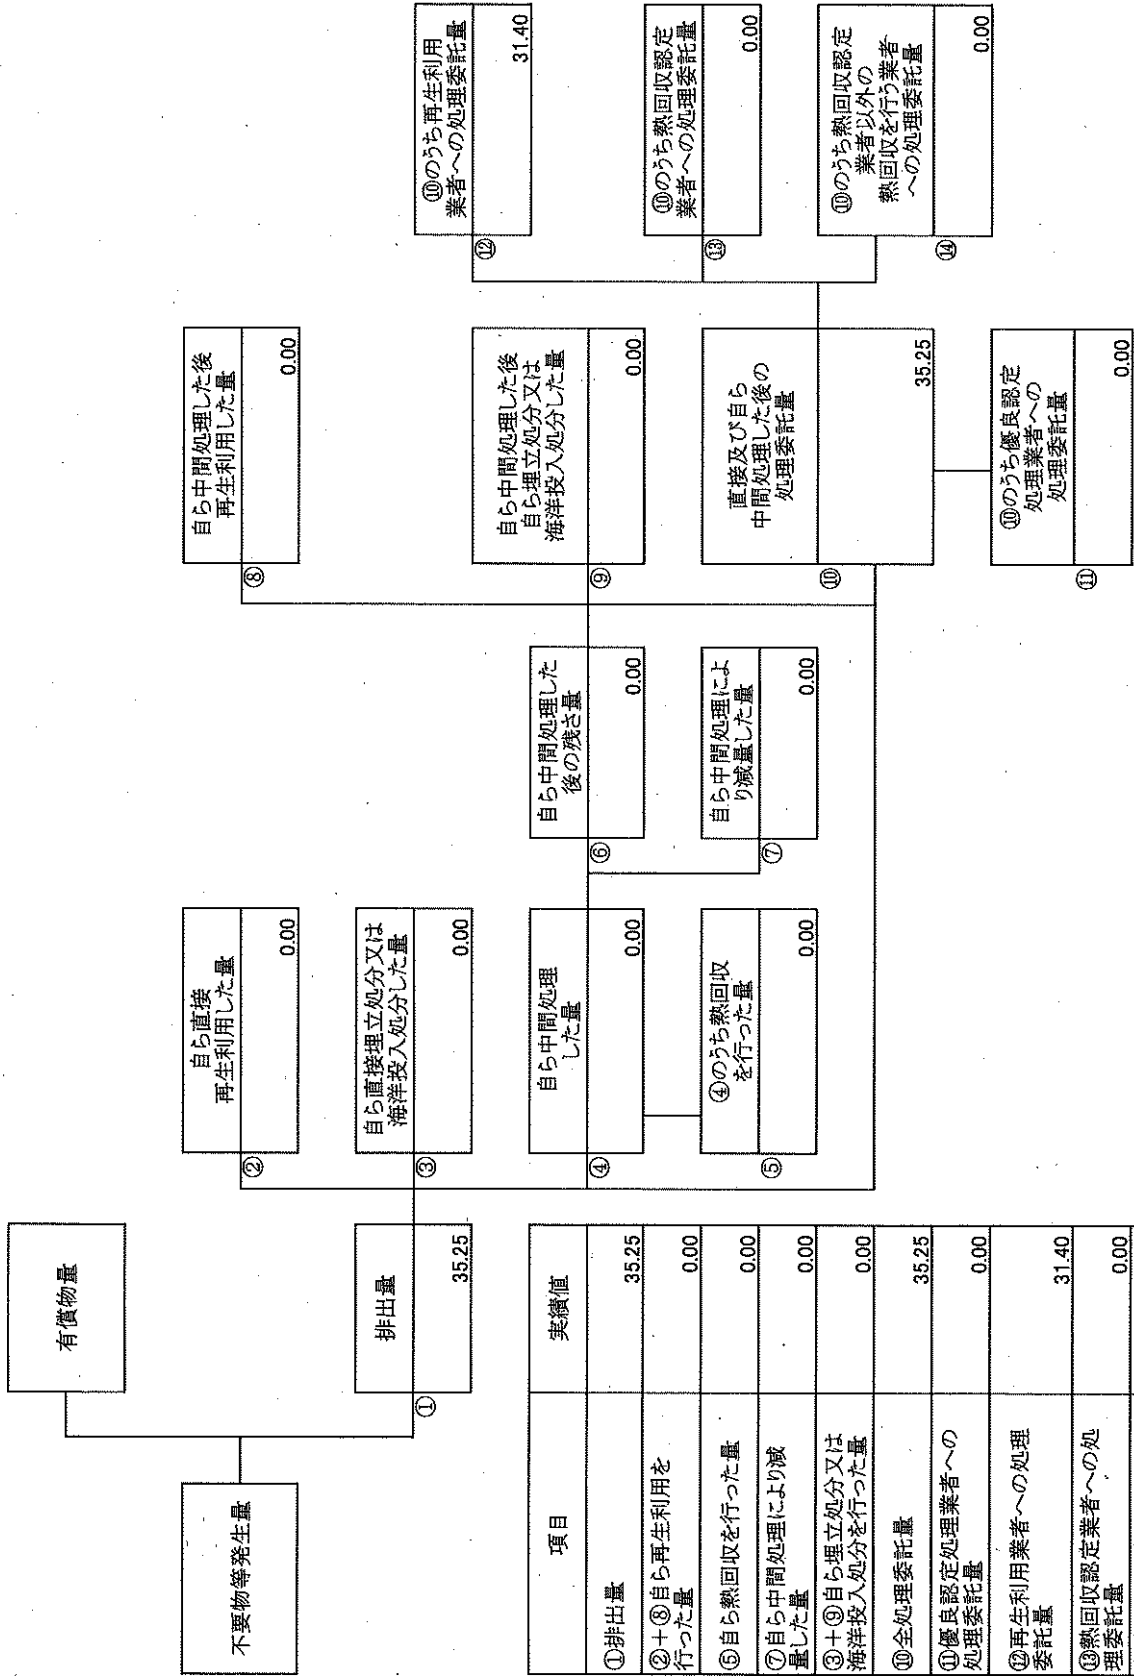 不要物等発生量
有償物量
排出量
①
35.25
自ら直接
再生利用した量
②
0.00
自ら直接埋立処分又は
海洋投入処分した量
③
0.00
自ら中間処理
した量
④
0.00
④のうち熱回収
を行った量
⑤
0.00
自ら中間処理した
後の残さ量
⑥
0.00
自ら中間処理によ
り減量した量
⑦
0.00
自ら中間処理した後
再生利用した量
⑧
0.00
自ら中間処理した後
自ら埋立処分又は
海洋投入処分した量
⑨
0.00
直接及び自ら
中間処理した後の
処理委託量
⑩
35.25
⑩のうち優良認定
処理業者への
処理委託量
⑪
0.00
⑩のうち再生利用
業者への処理委託量
⑫
31.40
⑩のうち熱回収認定
業者への処理委託量
⑬
0.00
⑩のうち熱回収認定
業者以外の
熱回収を行う業者
への処理委託量
⑭
0.00
項目 実績値
①排出量 35.25
②+⑧自ら再生利用を
行った量 0.00
⑤自ら熱回収を行った量 0.00
⑦自ら中間処理により減
量した量 0.00
③+⑨自ら埋立処分又は
海洋投入処分を行った量 0.00
⑩全処理委託量 35.25
⑪優良認定処理業者への
処理委託量 0.00
⑫再生利用業者への処理
委託量 31.40
⑬熱回収認定業者への処
理委託量 0.00